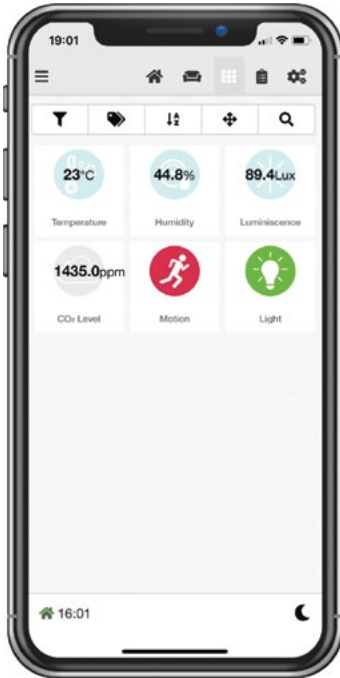 19:01
23°C
44.8%
89.4Lux
Temperature
Humidity
Luminiscence
1435.0ppm
CO₂ Level
Motion
Light
16:01